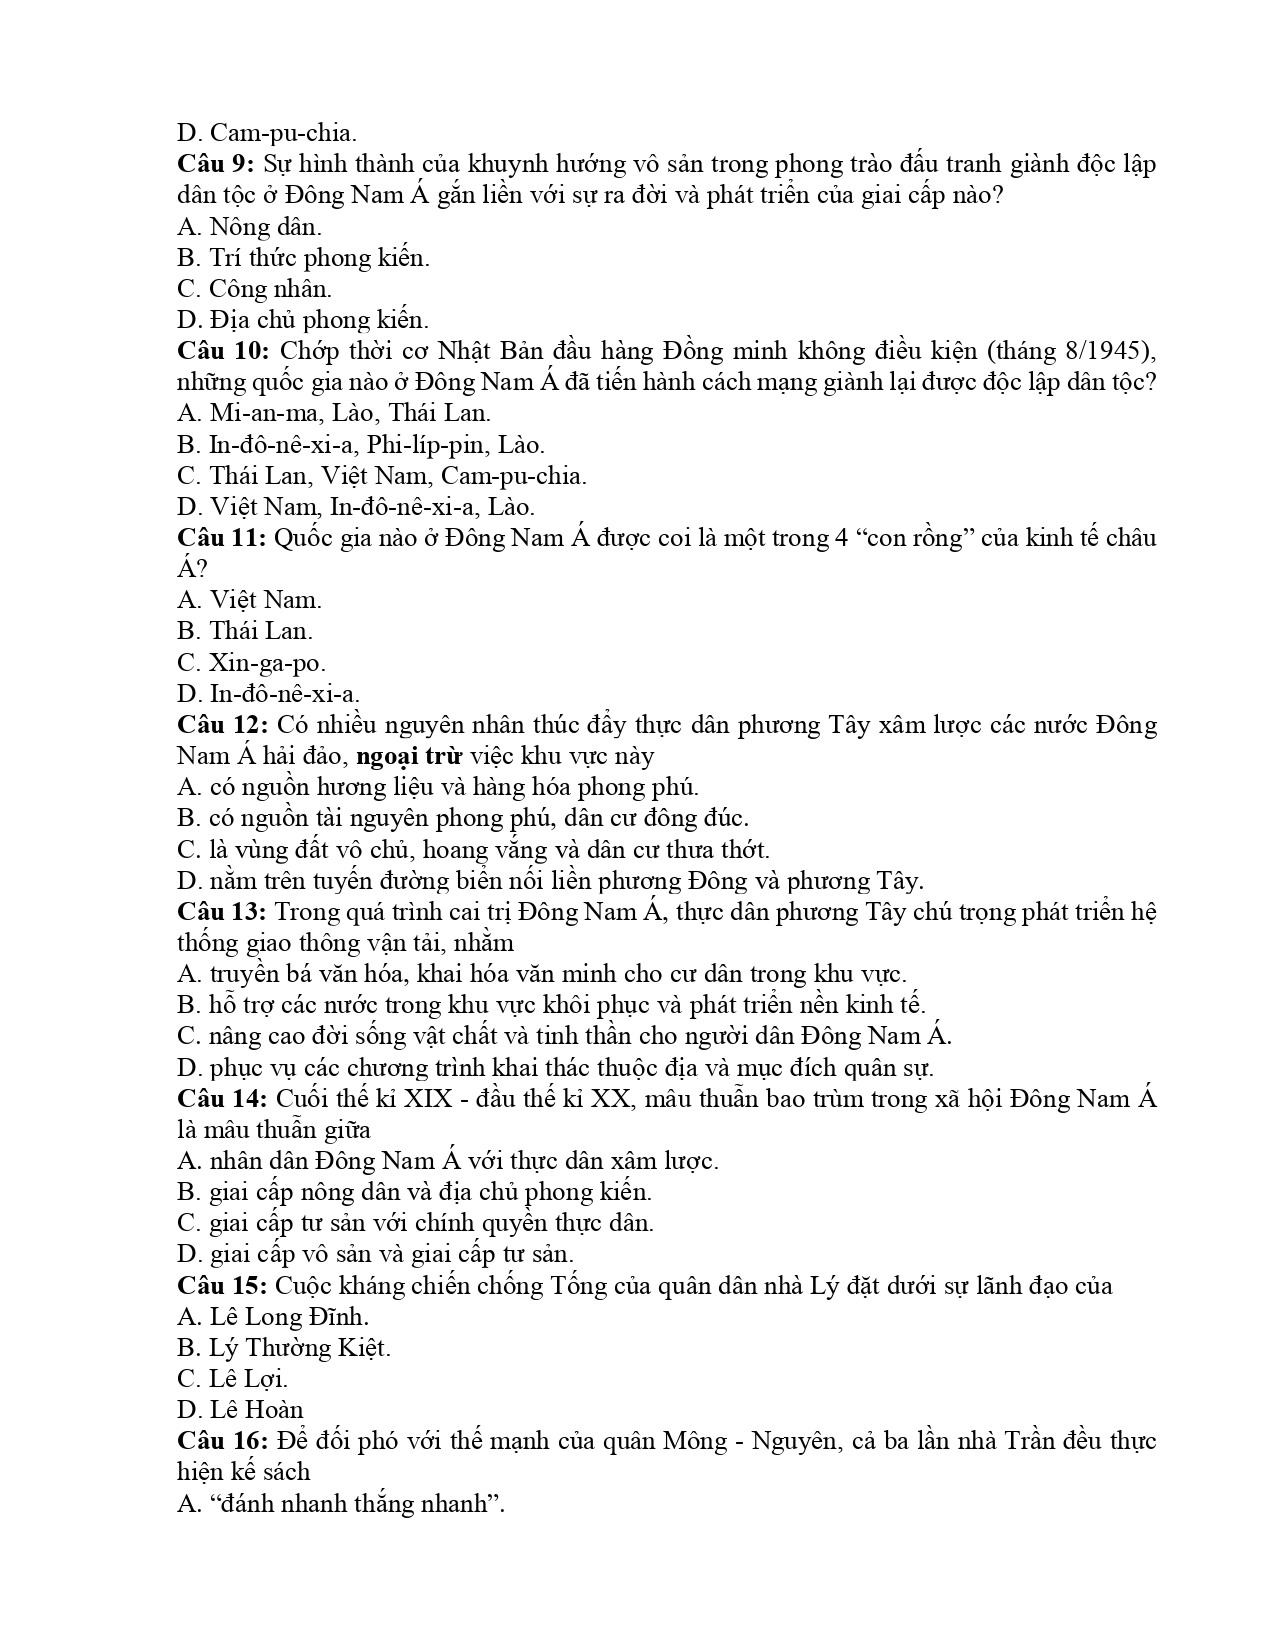 D. Cam-pu-chia.
Câu 9: Sự hình thành của khuynh hướng vô sản trong phong trào đấu tranh giành độc lập
dân tộc ở Đông Nam Á gắn liền với sự ra đời và phát triển của giai cấp nào?
A. Nông dân.
B. Trí thức phong kiến.
C. Công nhân.
D. Địa chủ phong kiến.
Câu 10: Chớp thời cơ Nhật Bản đầu hàng Đồng minh không điều kiện (tháng 8/1945),
những quốc gia nào ở Đông Nam Á đã tiến hành cách mạng giành lại được độc lập dân tộc?
A. Mi-an-ma, Lào, Thái Lan.
B. In-đô-nê-xi-a, Phi-líp-pin, Lào.
C. Thái Lan, Việt Nam, Cam-pu-chia.
D. Việt Nam, In-đô-nê-xi-a, Lào.
Câu 11: Quốc gia nào ở Đông Nam Á được coi là một trong 4 “con rồng” của kinh tế châu
Á?
A. Việt Nam.
B. Thái Lan.
C. Xin-ga-po.
D. In-đô-nê-xi-a.
Câu 12: Có nhiều nguyên nhân thúc đẩy thực dân phương Tây xâm lược các nước Đông
Nam Á hải đảo, ngoại trừ việc khu vực này
A. có nguồn hương liệu và hàng hóa phong phú.
B. có nguồn tài nguyên phong phú, dân cư đông đúc.
C. là vùng đất vô chủ, hoang vắng và dân cư thưa thớt.
D. nằm trên tuyến đường biển nối liền phương Đông và phương Tây.
Câu 13: Trong quá trình cai trị Đông Nam Á, thực dân phương Tây chú trọng phát triển hệ
thống giao thông vận tải, nhằm
A. truyền bá văn hóa, khai hóa văn minh cho cư dân trong khu vực.
B. hỗ trợ các nước trong khu vực khôi phục và phát triển nền kinh tế.
C. nâng cao đời sống vật chất và tinh thần cho người dân Đông Nam Á.
D. phục vụ các chương trình khai thác thuộc địa và mục đích quân sự.
Câu 14: Cuối thế kỉ XIX - đầu thế kỉ XX, mâu thuẫn bao trùm trong xã hội Đông Nam Á
là mâu thuẫn giữa
A. nhân dân Đông Nam Á với thực dân xâm lược.
B. giai cấp nông dân và địa chủ phong kiến.
C. giai cấp tư sản với chính quyền thực dân.
D. giai cấp vô sản và giai cấp tư sản.
Câu 15: Cuộc kháng chiến chống Tống của quân dân nhà Lý đặt dưới sự lãnh đạo của
A. Lê Long Đĩnh.
B. Lý Thường Kiệt.
C. Lê Lợi.
D. Lê Hoàn
Câu 16: Để đối phó với thế mạnh của quân Mông - Nguyên, cả ba lần nhà Trần đều thực
hiện kế sách
A. “đánh nhanh thắng nhanh”.